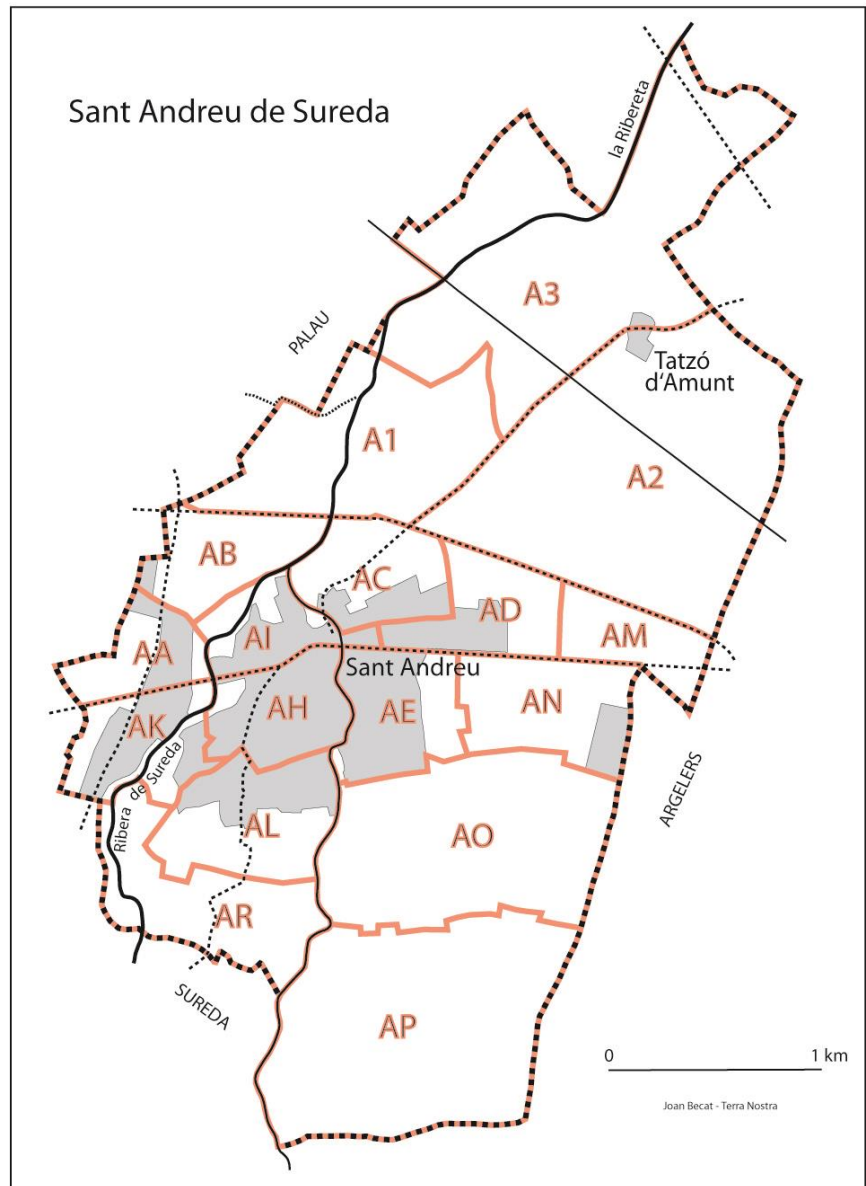 Sant Andreu de Sureda
la Ribereta
A3
PALAU
Tatzó
d'Amunt
A1
A2
AB
AC
AD
AI
AM
AA
Sant Andreu
AH
AE
AN
AK
Ribera de Sureda
ARGELERS
AL
AO
AR
SUREDA
AP
0 1 km
Joan Becat - Terra Nostra